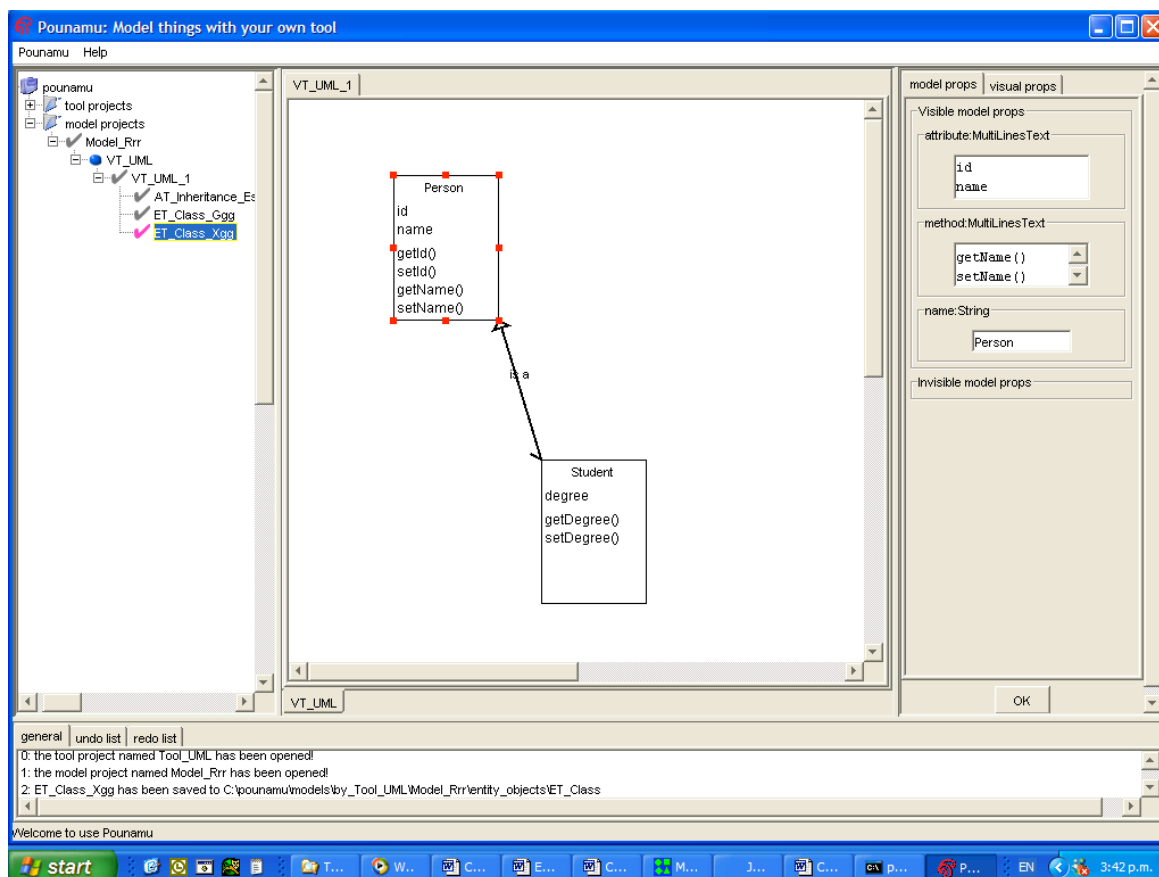 Pounamu: Model things with your own tool
Pounamu Help
pounamu
tool projects
model projects
Model_Rrr
VT_UML
VT_UML_1
AT_Inheritance_Es
ET_Class_Ggg
ET_Class_Xgg
VT_UML_1
Person
id
name
getId()
setId()
getName()
setName()
is a
Student
degree
getDegree()
setDegree()
VT_UML
model props visual props
Visible model props
attribute:MultiLinesText
id
name
method:MultiLinesText
getName()
setName()
name:String
Person
Invisible model props
OK
general undo list redo list
0: the tool project named Tool_UML has been opened!
1: the model project named Model_Rrr has been opened!
2: ET_Class_Xgg has been saved to C:\pounamu\models\by_Tool_UML\Model_Rrr\entity_objects\ET_Class
Welcome to use Pounamu
start T... W... C... E... C... M... J... C... p... P... EN 3:42 p.m.